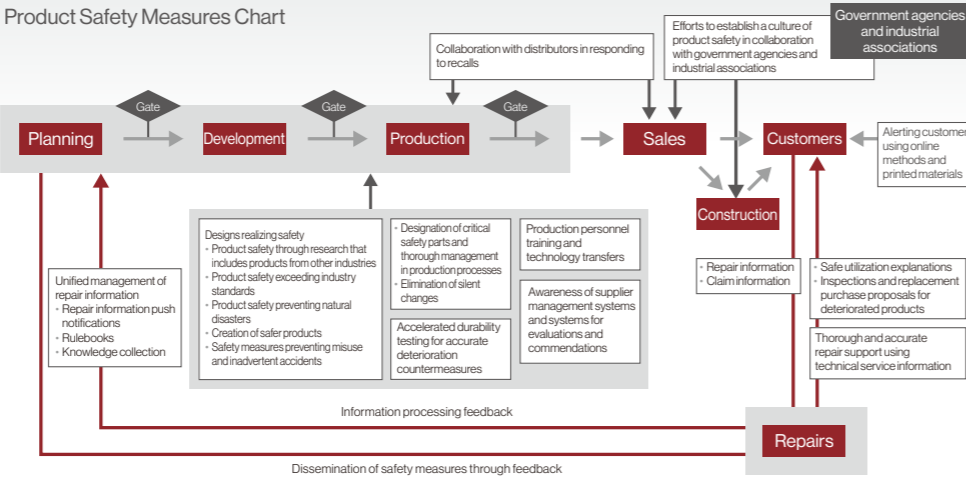 Product Safety Measures Chart
Collaboration with distributors in responding
to recalls
Efforts to establish a culture of
product safety in collaboration
with government agencies and
industrial associations
Government agencies
and industrial
associations
Gate
Gate
Gate
Planning
Development
Production
Sales
Customers
Alerting customer
using online
methods and
printed materials
Construction
Designs realizing safety
・Product safety through research that
includes products from other industries
・Product safety exceeding industry
standards
・Product safety preventing natural
disasters
・Creation of safer products
・Safety measures preventing misuse
and inadvertent accidents
・Designation of critical
safety parts and
thorough management
in production processes
・Elimination of silent
changes
Accelerated durability
testing for accurate
deterioration
countermeasures
Production personnel
training and
technology transfers
Awareness of supplier
management systems
and systems for
evaluations and
commendations
Unified management of
repair information
・Repair information push
notifications
・Rulebooks
・Knowledge collection
・Repair information
・Claim information
・Safe utilization explanations
・Inspections and replacement
purchase proposals for
deteriorated products
Thorough and accurate
repair support using
technical service information
Information processing feedback
Repairs
Dissemination of safety measures through feedback